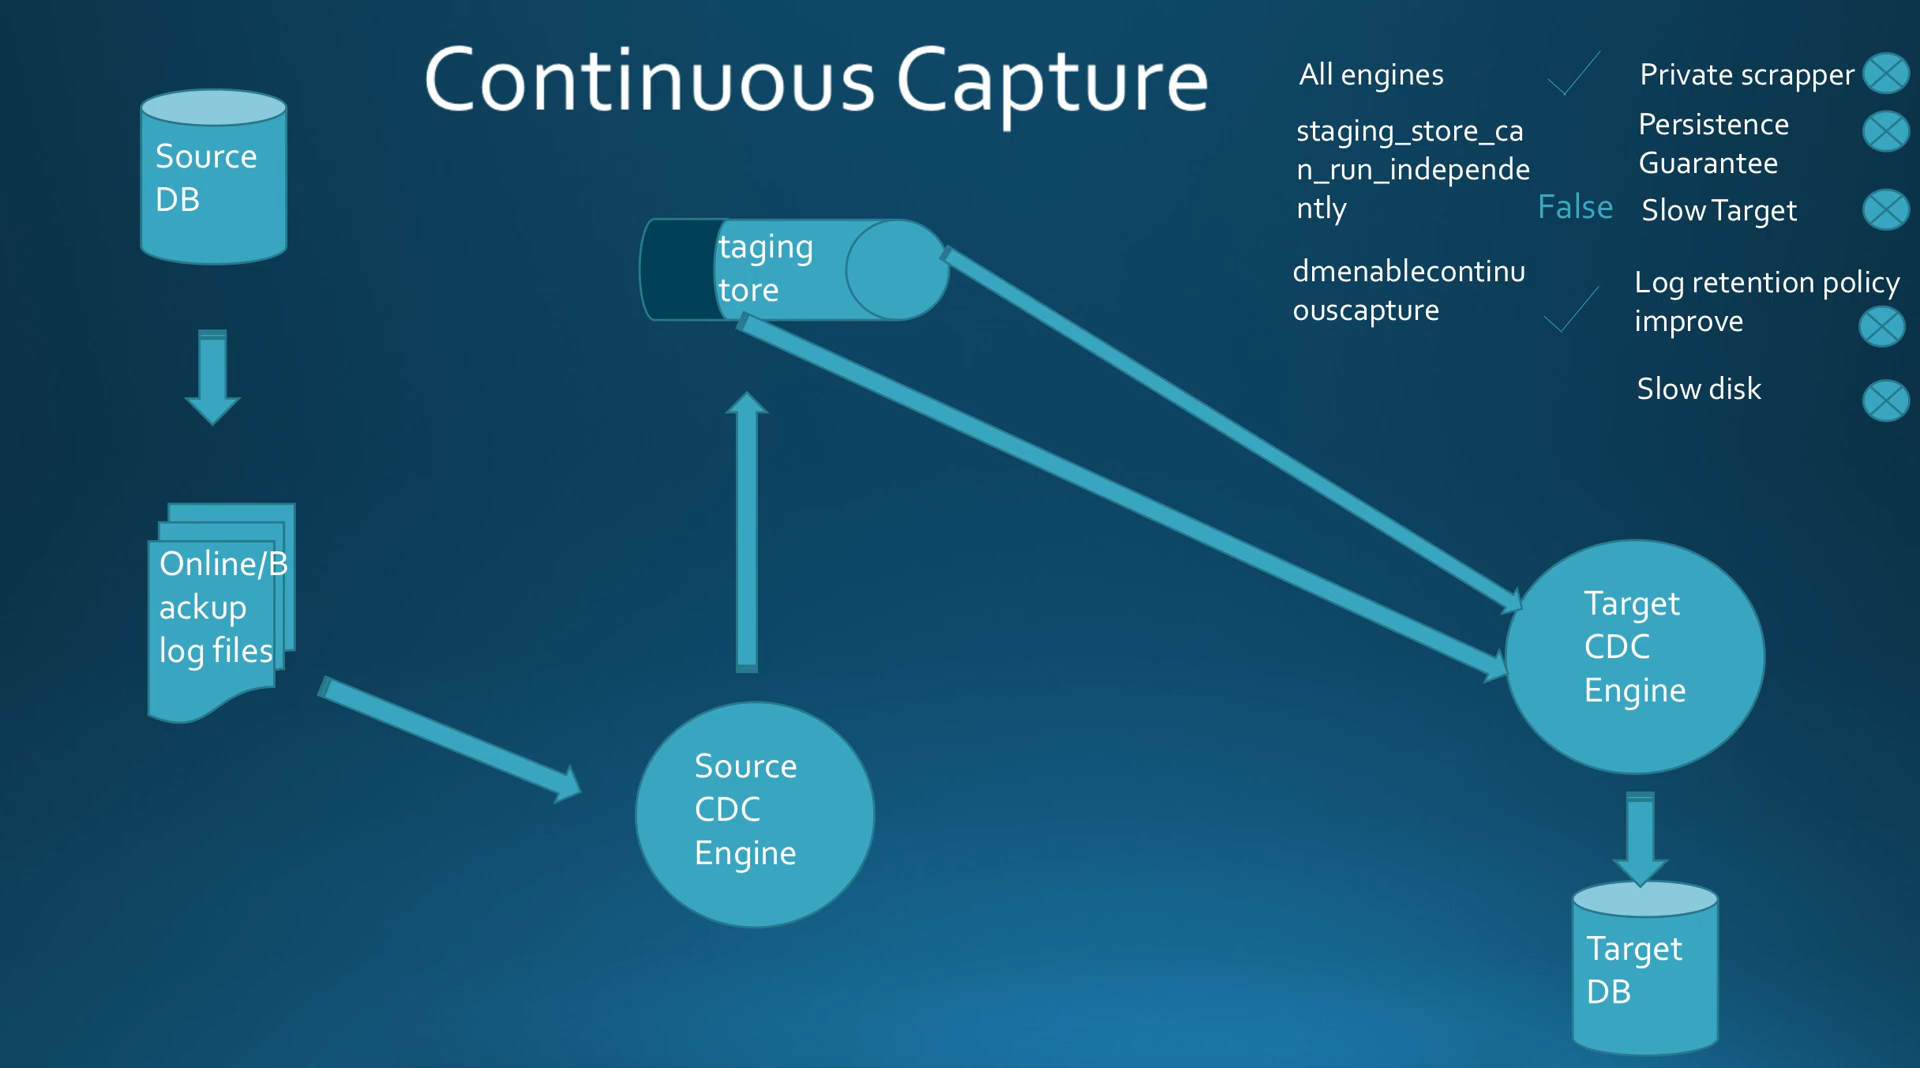 Continuous Capture
All engines
Private scrapper
staging_store_ca
n_run_independe
ntly
False
Persistence
Guarantee
Slow Target
dmenablecontinu
ouscapture
Log retention policy
improve
Slow disk
Source
DB
taging
tore
Online/B
ackup
log files
Source
CDC
Engine
Target
CDC
Engine
Target
DB